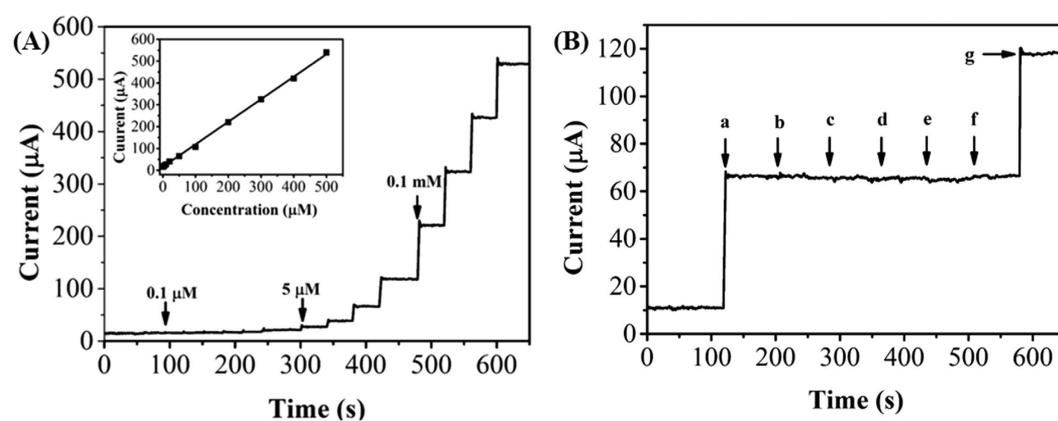 (A)
600
500
400
300
200
100
0
Current (μA)
0 100 200 300 400 500 600
Time (s)
0.1 μM
5 μM
0.1 mM
600
500
400
300
200
100
0
Cuurent (μA)
0 100 200 300 400 500
Concentration (μM)
(B)
120
100
80
60
40
20
0
Current (μA)
a b c d e f
g
0 100 200 300 400 500 600
Time (s)